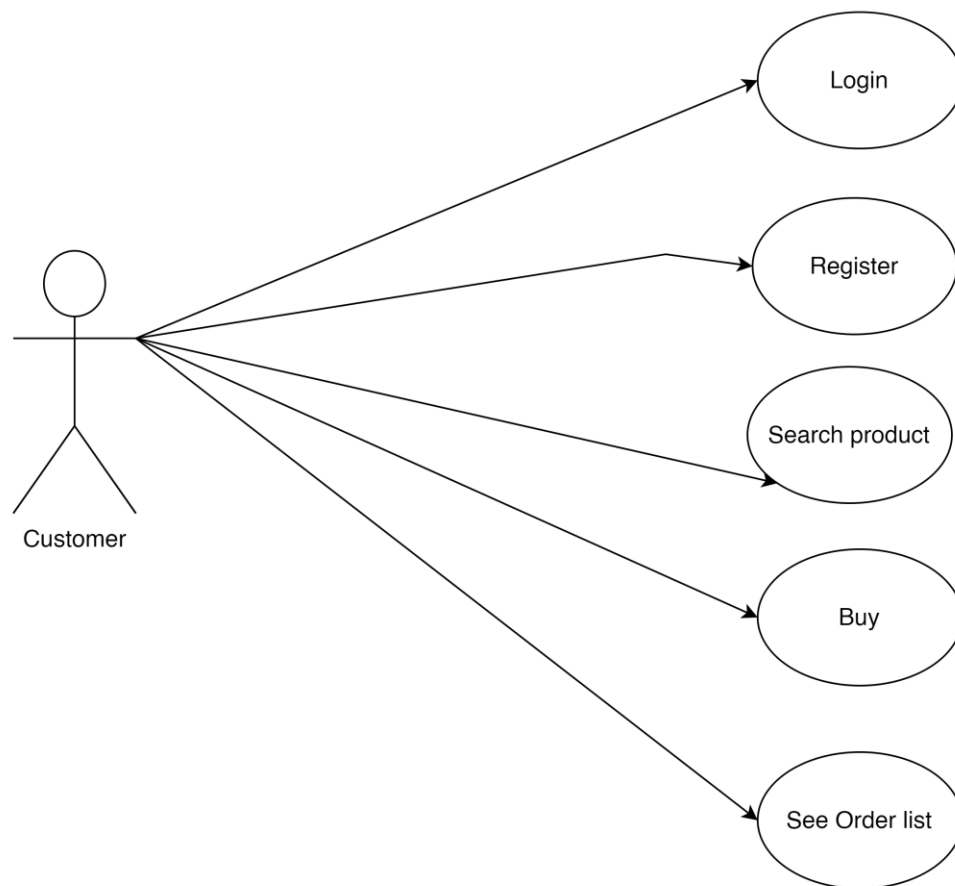 Login
Register
Search product
Customer
Buy
See Order list